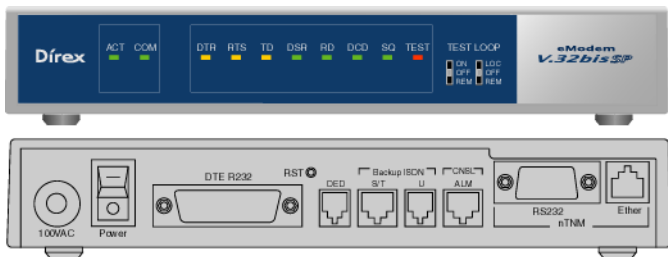 Dírex
ACT COM
DTR RTS TD DSR RD DCD SQ TEST
TEST LOOP
ON
OFF
REM
LOC
OFF
REM
eModem
V.32bis SP
DTE R232
RST
DED
Backup ISDN
S/T
U
CNSL
ALM
RS232
Ether
nTNM
100VAC
Power